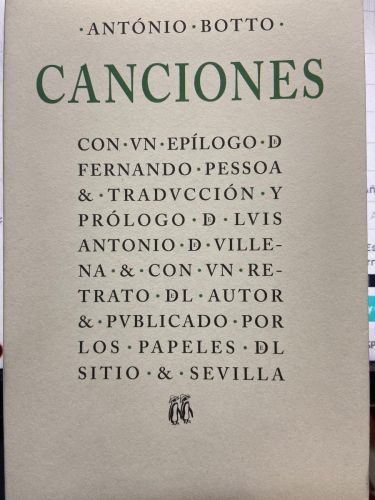 · ANTÓNIO · BOTTO ·
CANCIONES
CON · VN · EPÍLOGO · D
FERNANDO · PESSOA
& · TRADVCCIÓN · Y
PRÓLOGO · D · LVIS
ANTONIO · D · VILLE-
NA · & · CON · VN · RE-
TRATO · DL · AUTOR
& · PVBLICADO · POR
LOS · PAPELES · DL
SITIO · & · SEVILLA